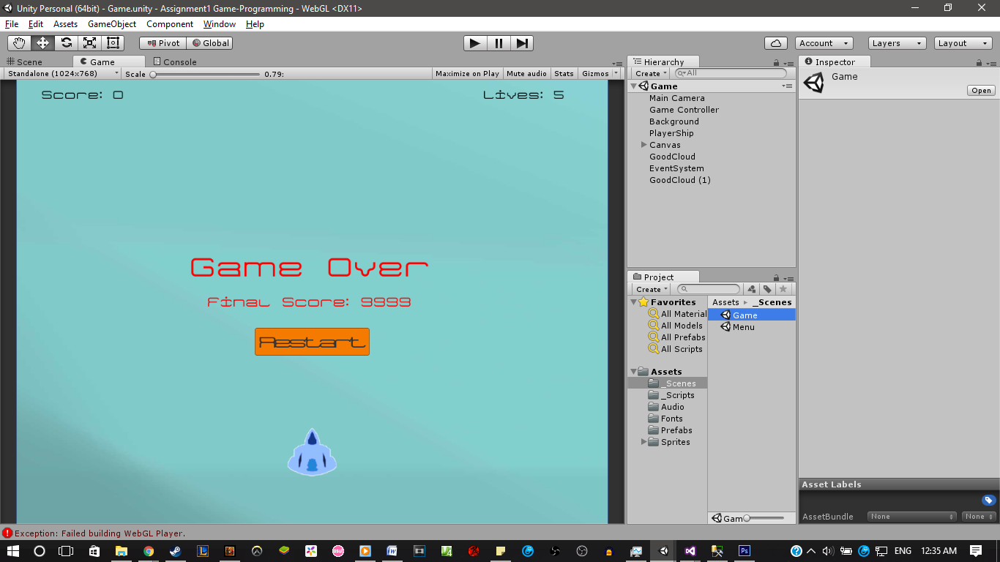 Unity Personal (64bit) - Game.unity - Assignment1 Game-Programming - WebGL <DX11>
File Edit Assets GameObject Component Window Help
Pivot Global Account Layers Layout
Scene Game Console
Standalone (1024x768) Scale 0.79: Maximize on Play Mute audio Stats Gizmos
Score: 0 Lives: 5
Game Over
Final Score: 9999
Restart
Hierarchy
Create All
Game
Main Camera
Game Controller
Background
PlayerShip
Canvas
GoodCloud
EventSystem
GoodCloud (1)
Project
Create
Favorites
All Material
All Models
All Prefabs
All Scripts
Assets
_Scenes
_Scripts
Audio
Fonts
Prefabs
Sprites
Assets _Scenes
Game
Menu
Gam
Inspector
Game
Open
Asset Labels
AssetBundle None None
Exception: Failed building WebGL Player.
ENG 12:35 AM